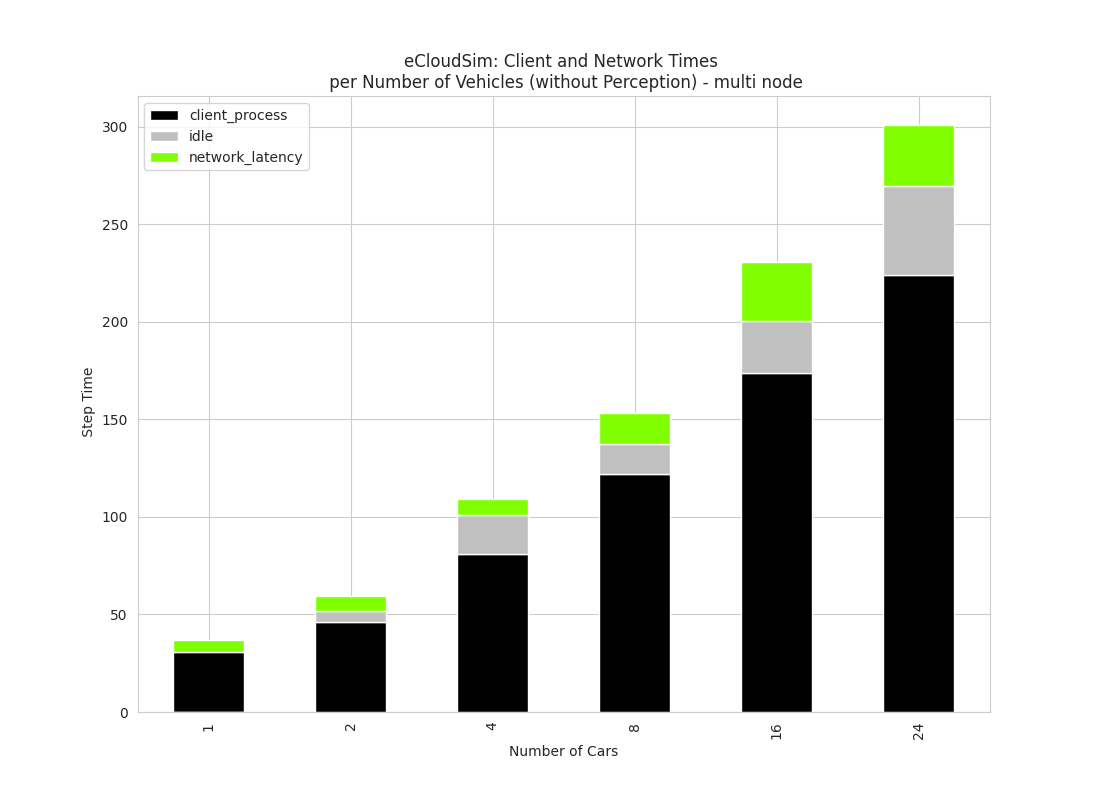 eCloudSim: Client and Network Times
per Number of Vehicles (without Perception) - multi node
client_process
idle
network_latency
300
250
200
150
100
50
0
Step Time
1
2
4
8
16
24
Number of Cars